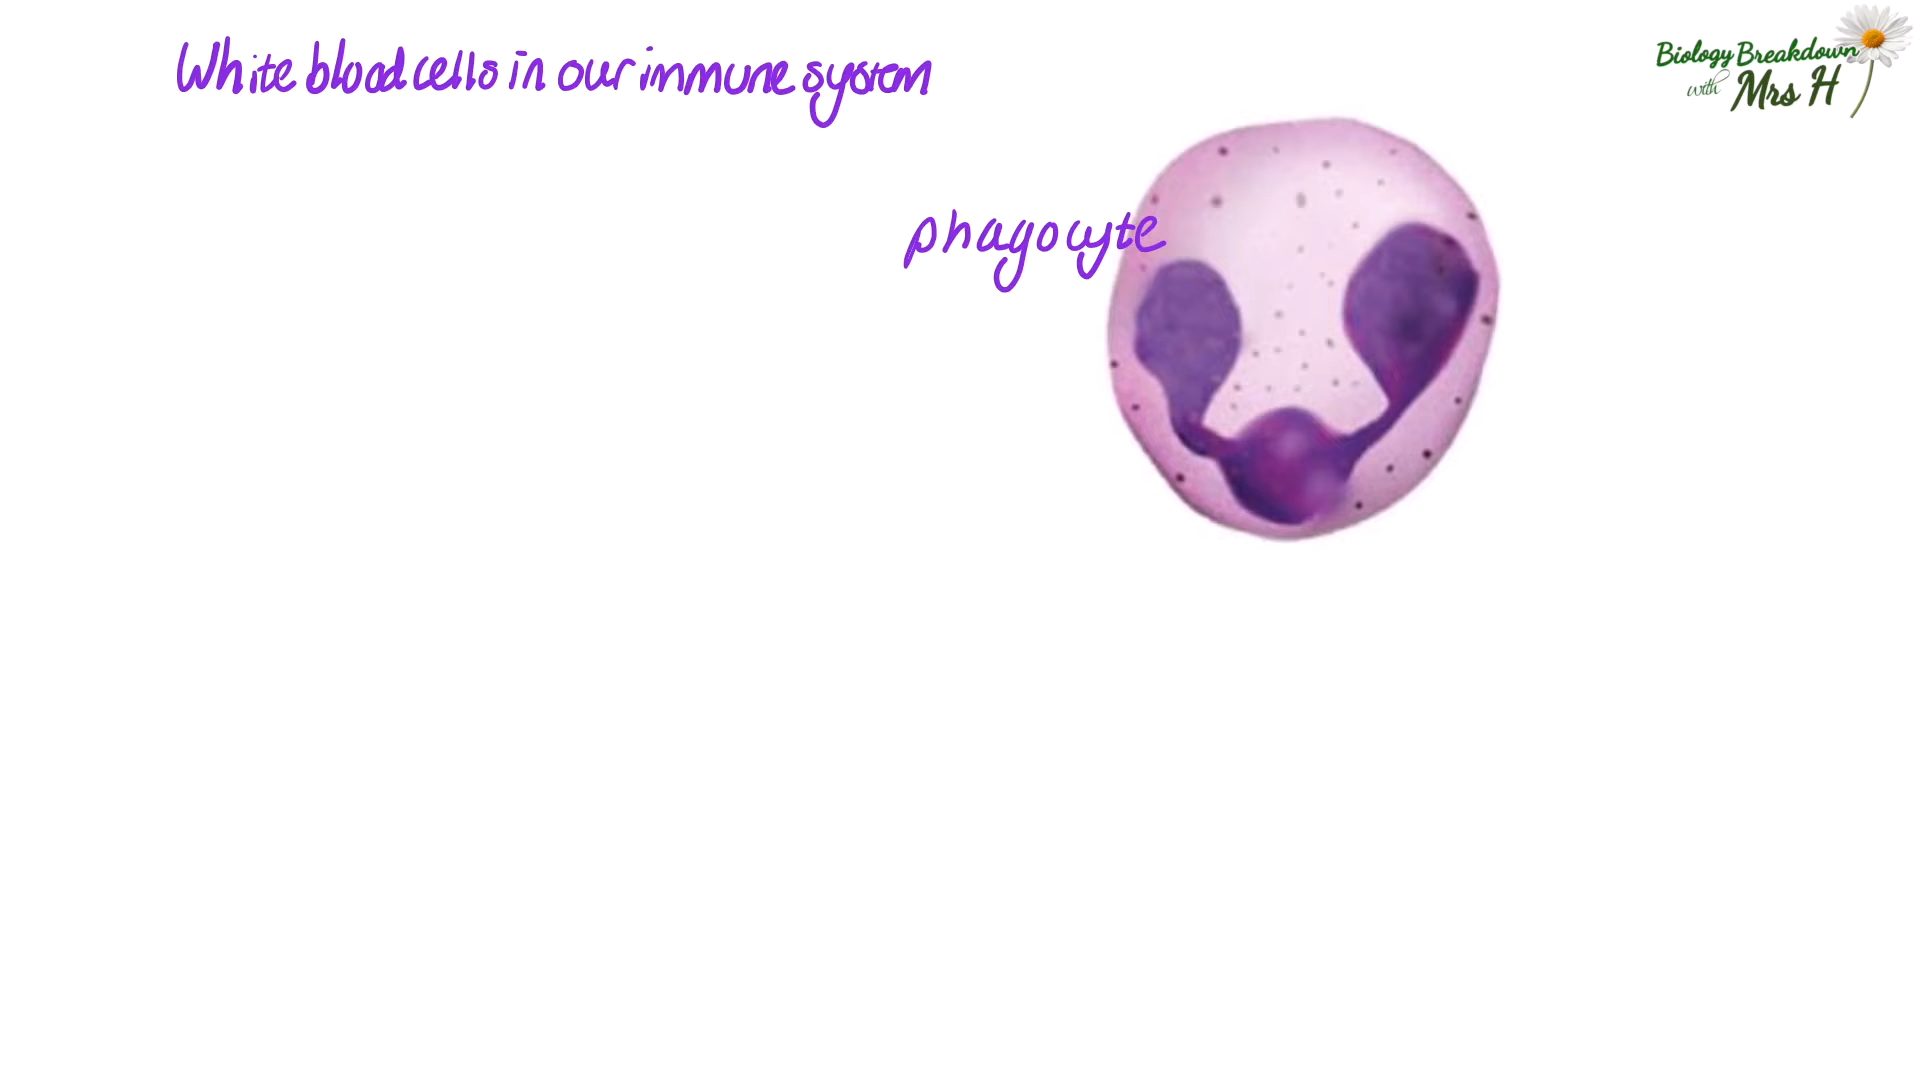 White blood cells in our immune system
Biology Breakdown
with Mrs H
phagocyte